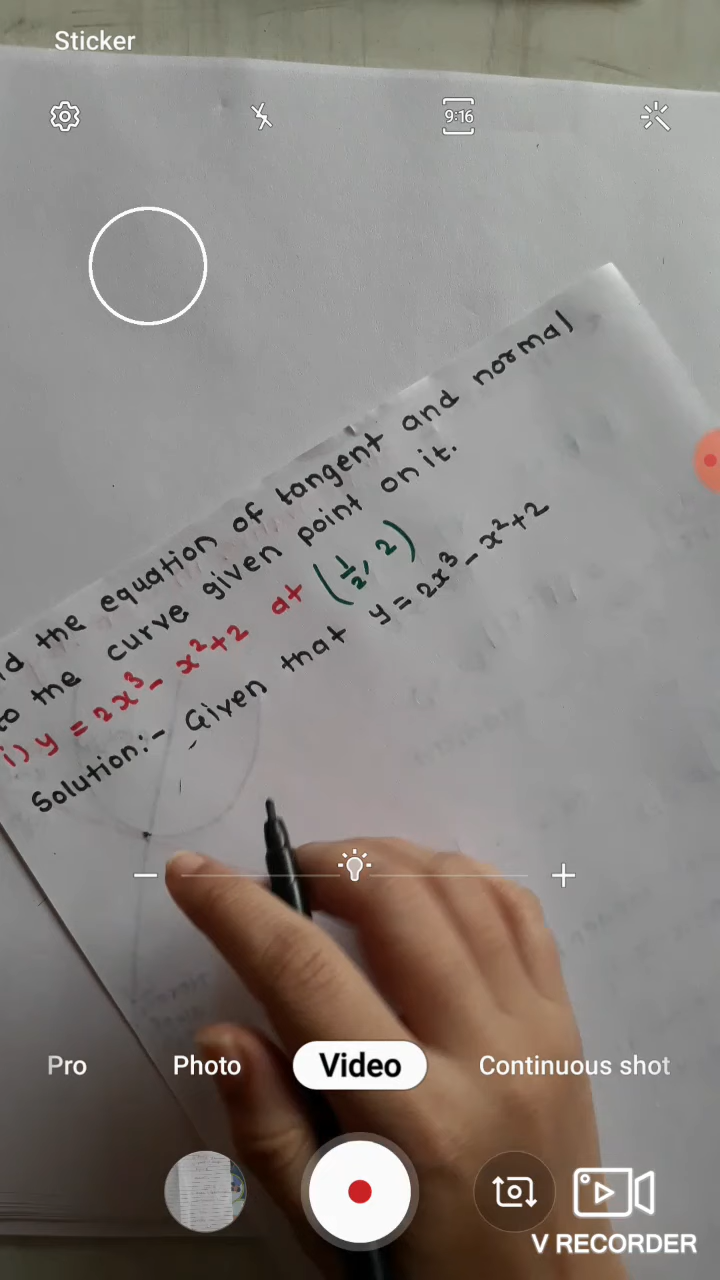 Sticker
9:16
d the equation of tangent and normal
to the curve given point on it.
i) y = 2x³ - x² + 2 at (1/2, 2)
Solution:- Given that y = 2x³ - x² + 2
Pro Photo Video Continuous shot
V RECORDER